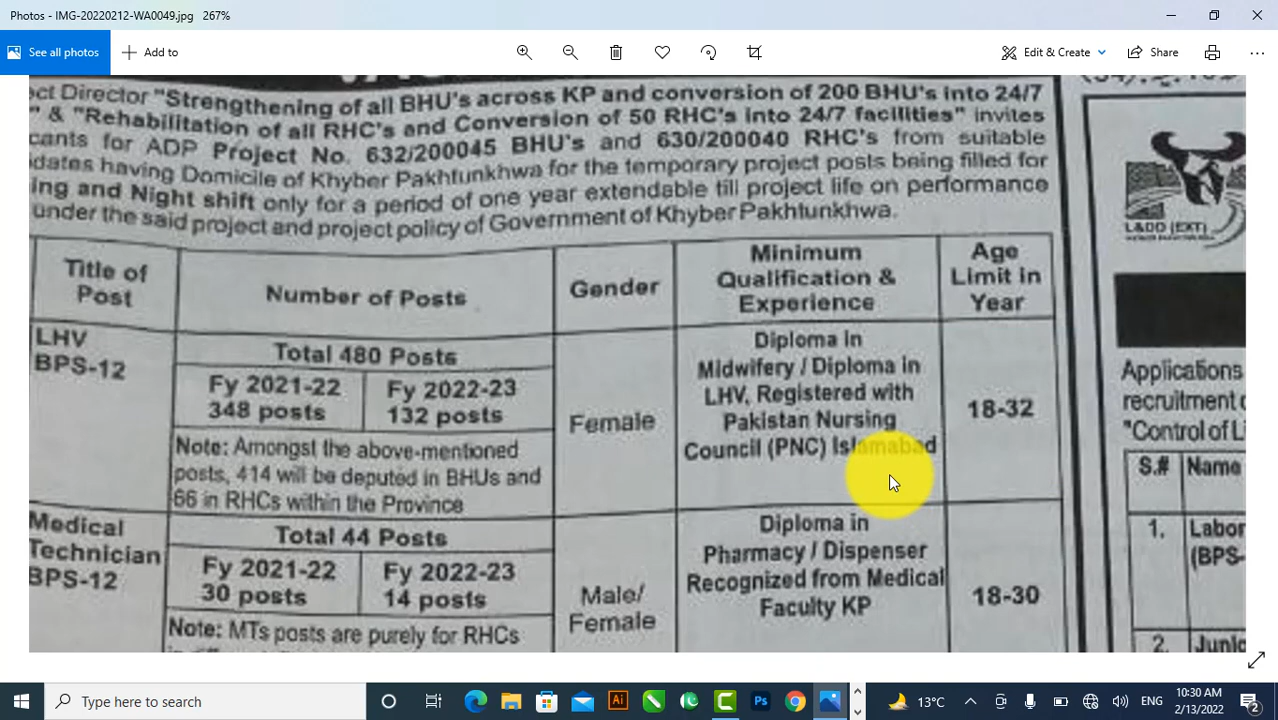 Photos - IMG-20220212-WA0049.jpg 267%
See all photos
Add to
Edit & Create
Share
ect Director "Strengthening of all BHU's across KP and conversion of 200 BHU's into 24/7
" & "Rehabilitation of all RHC's and Conversion of 50 RHC's into 24/7 facilities" invites
cants for ADP Project No. 632/200045 BHU's and 630/200040 RHC's from suitable
dates having Domicile of Khyber Pakhtunkhwa for the temporary project posts being filled for
ing and Night shift only for a period of one year extendable till project life on performance
under the said project and project policy of Government of Khyber Pakhtunkhwa.
Title of
Post
Number of Posts
Gender
Minimum
Qualification &
Experience
Age
Limit in
Year
LHV
BPS-12
Total 480 Posts
Fy 2021-22
348 posts
Fy 2022-23
132 posts
Note: Amongst the above-mentioned
posts, 414 will be deputed in BHUs and
66 in RHCs within the Province
Female
Diploma in
Midwifery / Diploma in
LHV, Registered with
Pakistan Nursing
Council (PNC) Islamabad
18-32
Medical
Technician
BPS-12
Total 44 Posts
Fy 2021-22
30 posts
Fy 2022-23
14 posts
Note: MTs posts are purely for RHCs
Male/
Female
Diploma in
Pharmacy / Dispenser
Recognized from Medical
Faculty KP
18-30
L&DD (EXT)
Applications
recruitment
"Control of Li
S.# Name
1. Labor
(BPS-
2. Junio
Type here to search
13°C
ENG
10:30 AM
2/13/2022
2